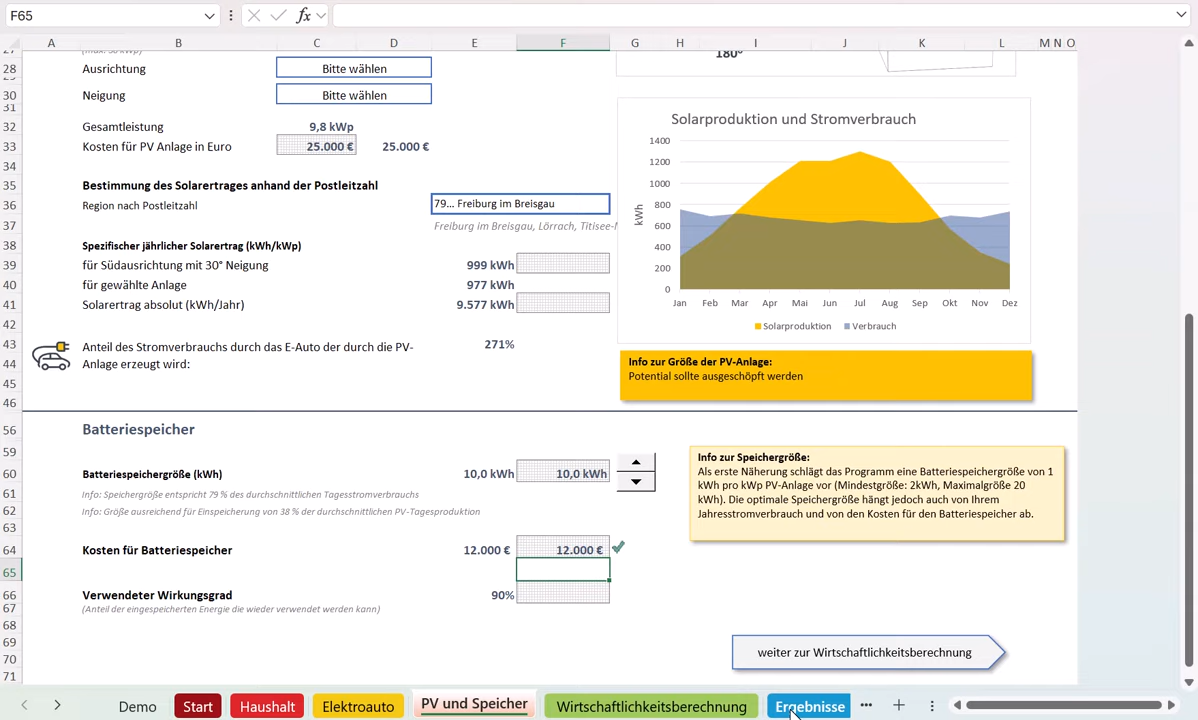 F65
fx
A B C D E F G H I J K L M N O
27 (max. 30 kWp) 180°
28 Ausrichtung Bitte wählen
30 Neigung Bitte wählen
31
32 Gesamtleistung 9,8 kWp
33 Kosten für PV Anlage in Euro 25.000 € 25.000 €
34
35 Bestimmung des Solarertrages anhand der Postleitzahl
36 Region nach Postleitzahl 79... Freiburg im Breisgau
37 Freiburg im Breisgau, Lörrach, Titisee-
38 Spezifischer jährlicher Solarertrag (kWh/kWp)
39 für Südausrichtung mit 30° Neigung 999 kWh
40 für gewählte Anlage 977 kWh
41 Solarertrag absolut (kWh/Jahr) 9.577 kWh
42
43 Anteil des Stromverbrauchs durch das E-Auto der durch die PV- 271%
44 Anlage erzeugt wird:
45
46
Solarproduktion und Stromverbrauch
1400
1200
1000
800
600
400
200
0
kWh
Jan Feb Mar Apr Mai Jun Jul Aug Sep Okt Nov Dez
Solarproduktion Verbrauch
Info zur Größe der PV-Anlage:
Potential sollte ausgeschöpft werden
56 Batteriespeicher
59
60 Batteriespeichergröße (kWh) 10,0 kWh 10,0 kWh
61 Info: Speichergröße entspricht 79 % des durchschnittlichen Tagesstromverbrauchs
62 Info: Größe ausreichend für Einspeicherung von 38 % der durchschnittlichen PV-Tagesproduktion
63
64 Kosten für Batteriespeicher 12.000 € 12.000 €
65
66 Verwendeter Wirkungsgrad 90%
67 (Anteil der eingespeicherten Energie die wieder verwendet werden kann)
68
69
70
71
Info zur Speichergröße:
Als erste Näherung schlägt das Programm eine Batteriespeichergröße von 1
kWh pro kWp PV-Anlage vor (Mindestgröße: 2kWh, Maximalgröße 20
kWh). Die optimale Speichergröße hängt jedoch auch von Ihrem
Jahresstromverbrauch und von den Kosten für den Batteriespeicher ab.
weiter zur Wirtschaftlichkeitsberechnung
Demo Start Haushalt Elektroauto PV und Speicher Wirtschaftlichkeitsberechnung Ergebnisse